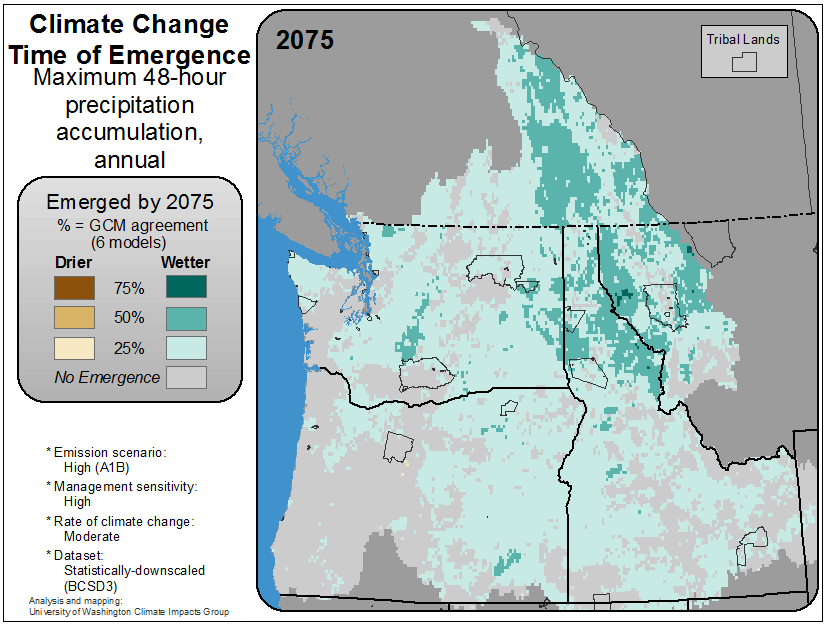 Climate Change
Time of Emergence
Maximum 48-hour
precipitation
accumulation,
annual
2075
Tribal Lands
Emerged by 2075
% = GCM agreement
(6 models)
Drier Wetter
75%
50%
25%
No Emergence
* Emission scenario:
High (A1B)
* Management sensitivity:
High
* Rate of climate change:
Moderate
* Dataset:
Statistically-downscaled
(BCSD3)
Analysis and mapping:
University of Washington Climate Impacts Group